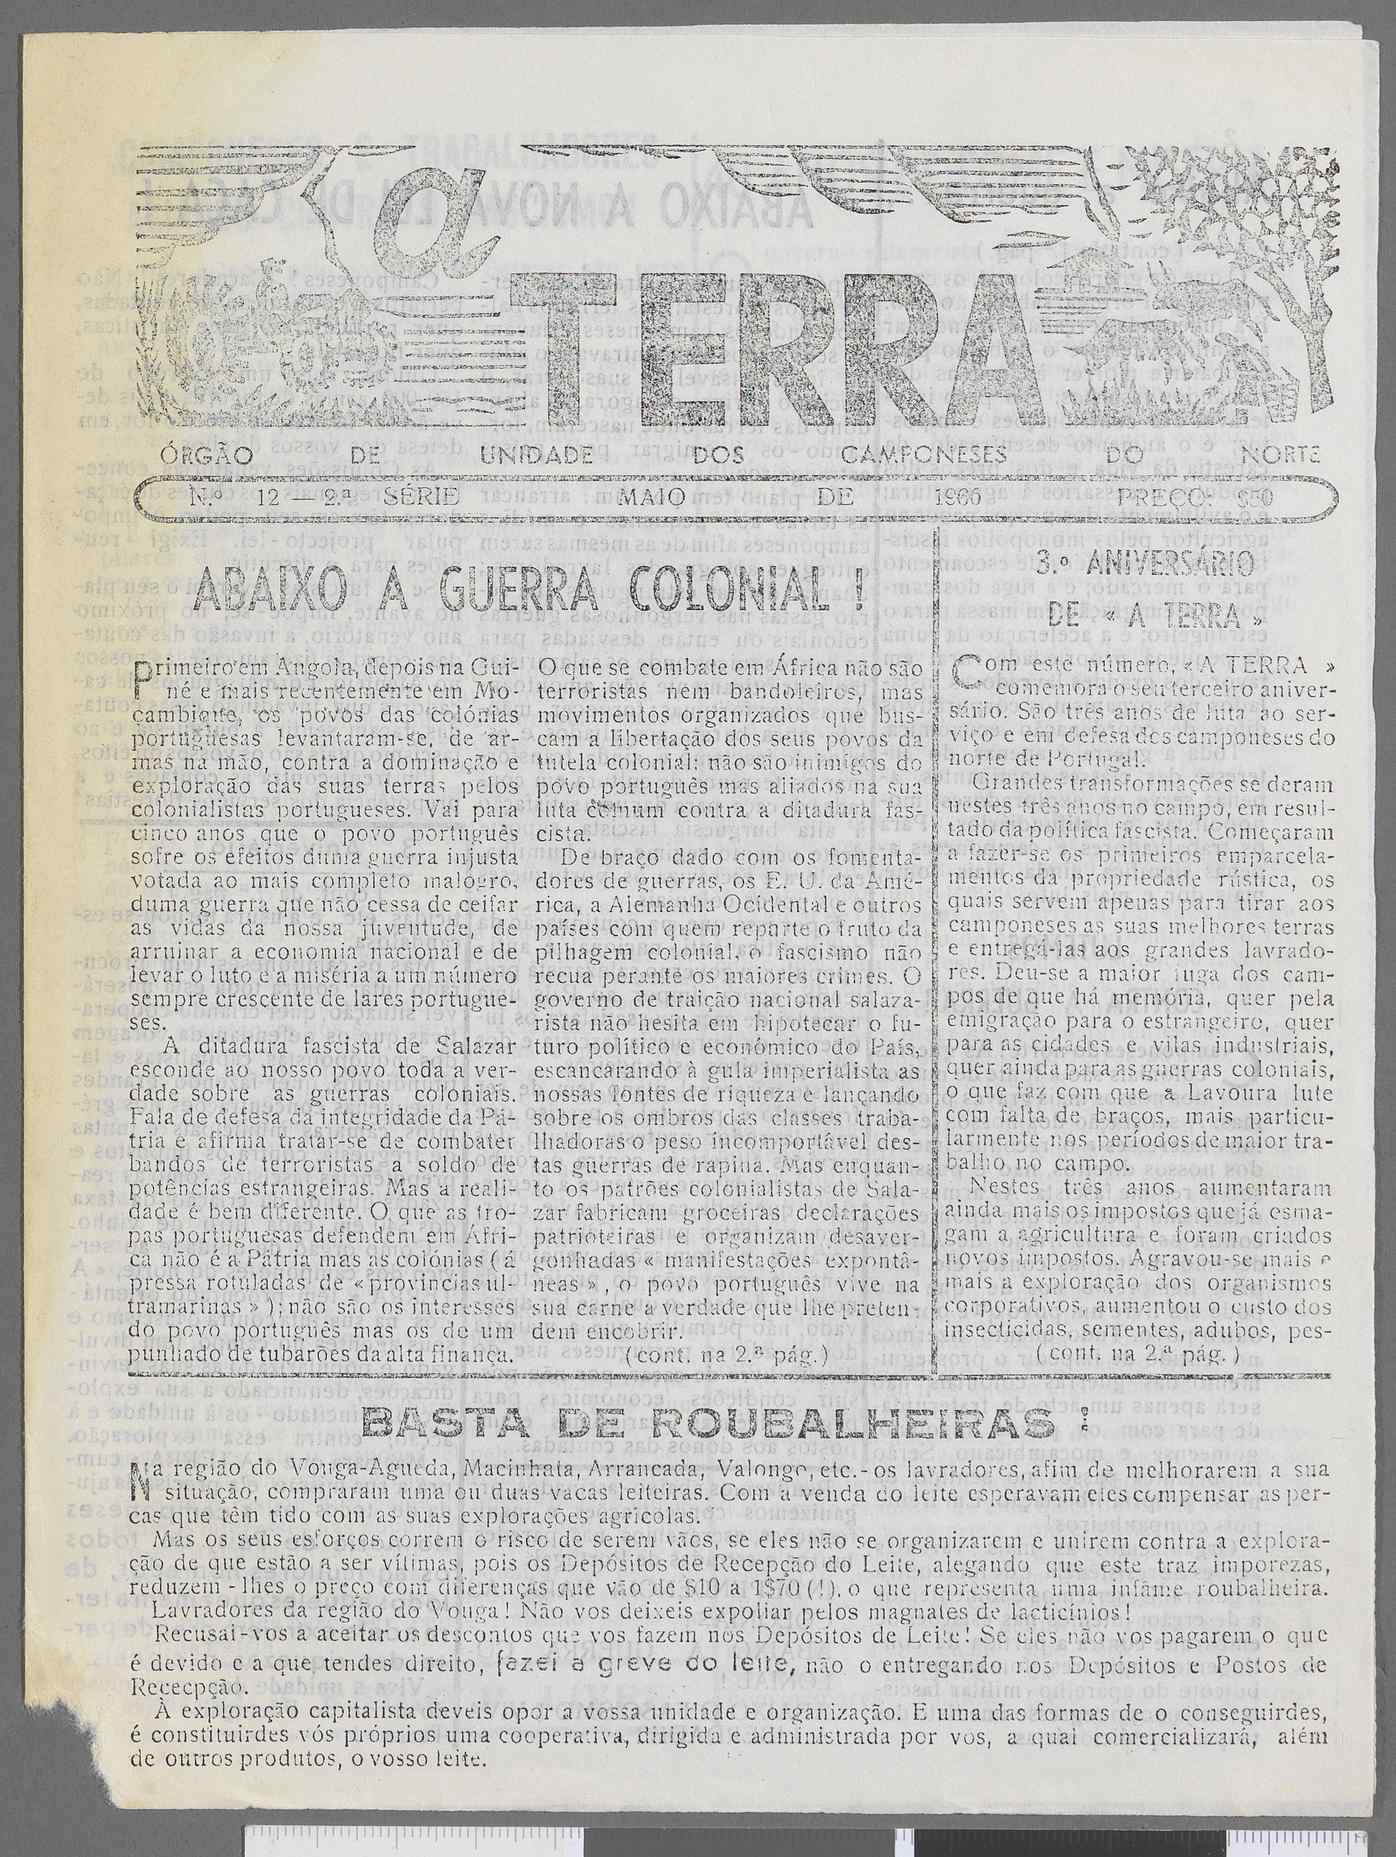 a
TERRA
ÓRGÃO DE UNIDADE DOS CAMPONESES DO NORTE
N.º 12 2.ª SÉRIE MAIO DE 1966 PREÇO- $50
ABAIXO A GUERRA COLONIAL !
Primeiro em Angola, depois na Gui-
né e mais recentemente em Mo-
çambique, os povos das colónias
portuguesas levantaram-se, de ar-
mas na mão, contra a dominação e
exploração das suas terras pelos
colonialistas portugueses. Vai para
cinco anos que o povo português
sofre os efeitos duma guerra injusta
votada ao mais completo malogro,
duma guerra que não cessa de ceifar
as vidas da nossa juventude, de
arruinar a economia nacional e de
levar o luto e a miséria a um número
sempre crescente de lares portugue-
ses.
A ditadura fascista de Salazar
esconde ao nosso povo toda a ver-
dade sobre as guerras coloniais.
Fala de defesa da integridade da Pá-
tria e afirma tratar-se de combater
bandos de terroristas a soldo de
potências estrangeiras. Mas a reali-
dade é bem diferente. O que as tro-
pas portuguesas defendem em Áfri-
ca não é a Pátria mas as colónias ( á
pressa rotuladas de « províncias ul-
tramarinas » ); não são os interesses
do povo português mas os de um
punhado de tubarões da alta finança.
O que se combate em África não são
terroristas nem bandoleiros, mas
movimentos organizados que bus-
cam a libertação dos seus povos da
tutela colonial: não são inimigos do
povo português mas aliados na sua
luta comum contra a ditadura fas-
cista.
De braço dado com os fomenta-
dores de guerras, os E. U. da Amé-
rica, a Alemanha Ocidental e outros
países com quem reparte o fruto da
pilhagem colonial, o fascismo não
recua perante os maiores crimes. O
governo de traição nacional salaza-
rista não hesita em hipotecar o fu-
turo político e económico do País,
escancarando à gula imperialista as
nossas fontes de riqueza e lançando
sobre os ombros das classes traba-
lhadoras o peso incomportável des-
tas guerras de rapina. Mas enquan-
to os patrões colonialistas de Sala-
zar fabricam groceiras declarações
patrioteiras e organizam desaver-
gonhadas « manifestações expontâ-
neas » , o povo português vive na
sua carne a verdade que lhe preten-
dem encobrir.
( cont. na 2.ª pág. )
3.º ANIVERSÁRIO
DE « A TERRA »
Com este número, « A TERRA »
comemora o seu terceiro aniver-
sário. São três anos de luta ao ser-
viço e em defesa dos camponeses do
norte de Portugal.
Grandes transformações se deram
nestes três anos no campo, em resul-
tado da política fascista. Começaram
a fazer-se os primeiros emparcela-
mentos da propriedade rústica, os
quais servem apenas para tirar aos
camponeses as suas melhores terras
e entregá-las aos grandes lavrado-
res. Deu-se a maior fuga dos cam-
pos de que há memória, quer pela
emigração para o estrangeiro, quer
para as cidades e vilas industriais,
quer ainda para as guerras coloniais,
o que faz com que a Lavoura lute
com falta de braços, mais particu-
larmente nos períodos de maior tra-
balho no campo.
Nestes três anos aumentaram
ainda mais os impostos que já esma-
gam a agricultura e foram criados
novos impostos. Agravou-se mais e
mais a exploração dos organismos
corporativos, aumentou o custo dos
insecticidas, sementes, adubos, pes-
( cont. na 2.ª pág. )
BASTA DE ROUBALHEIRAS !
Na região do Vouga-Agueda, Macinhata, Arrancada, Valongo, etc.- os lavradores, afim de melhorarem a sua
situação, compraram uma ou duas vacas leiteiras. Com a venda do leite esperavam eles compensar as per-
cas que têm tido com as suas explorações agricolas.
Mas os seus esforços correm o risco de serem vãos, se eles não se organizarem e unirem contra a explora-
ção de que estão a ser vítimas, pois os Depósitos de Recepção do Leite, alegando que este traz imporezas,
reduzem - lhes o preço com diferenças que vão de $10 a 1$70 (!), o que representa uma infâme roubalheira.
Lavradores da região do Vouga! Não vos deixeis expoliar pelos magnates de lacticínios!
Recusai-vos a aceitar os descontos que vos fazem nos Depósitos de Leite! Se eles não vos pagarem o que
é devido e a que tendes direito, fazei a greve do leite, não o entregando nos Depósitos e Postos de
Rececpção.
À exploração capitalista deveis opor a vossa unidade e organização. E uma das formas de o conseguirdes,
é constituirdes vós próprios uma cooperativa, dirigida e administrada por vos, a qual comercializará, além
de outros produtos, o vosso leite.